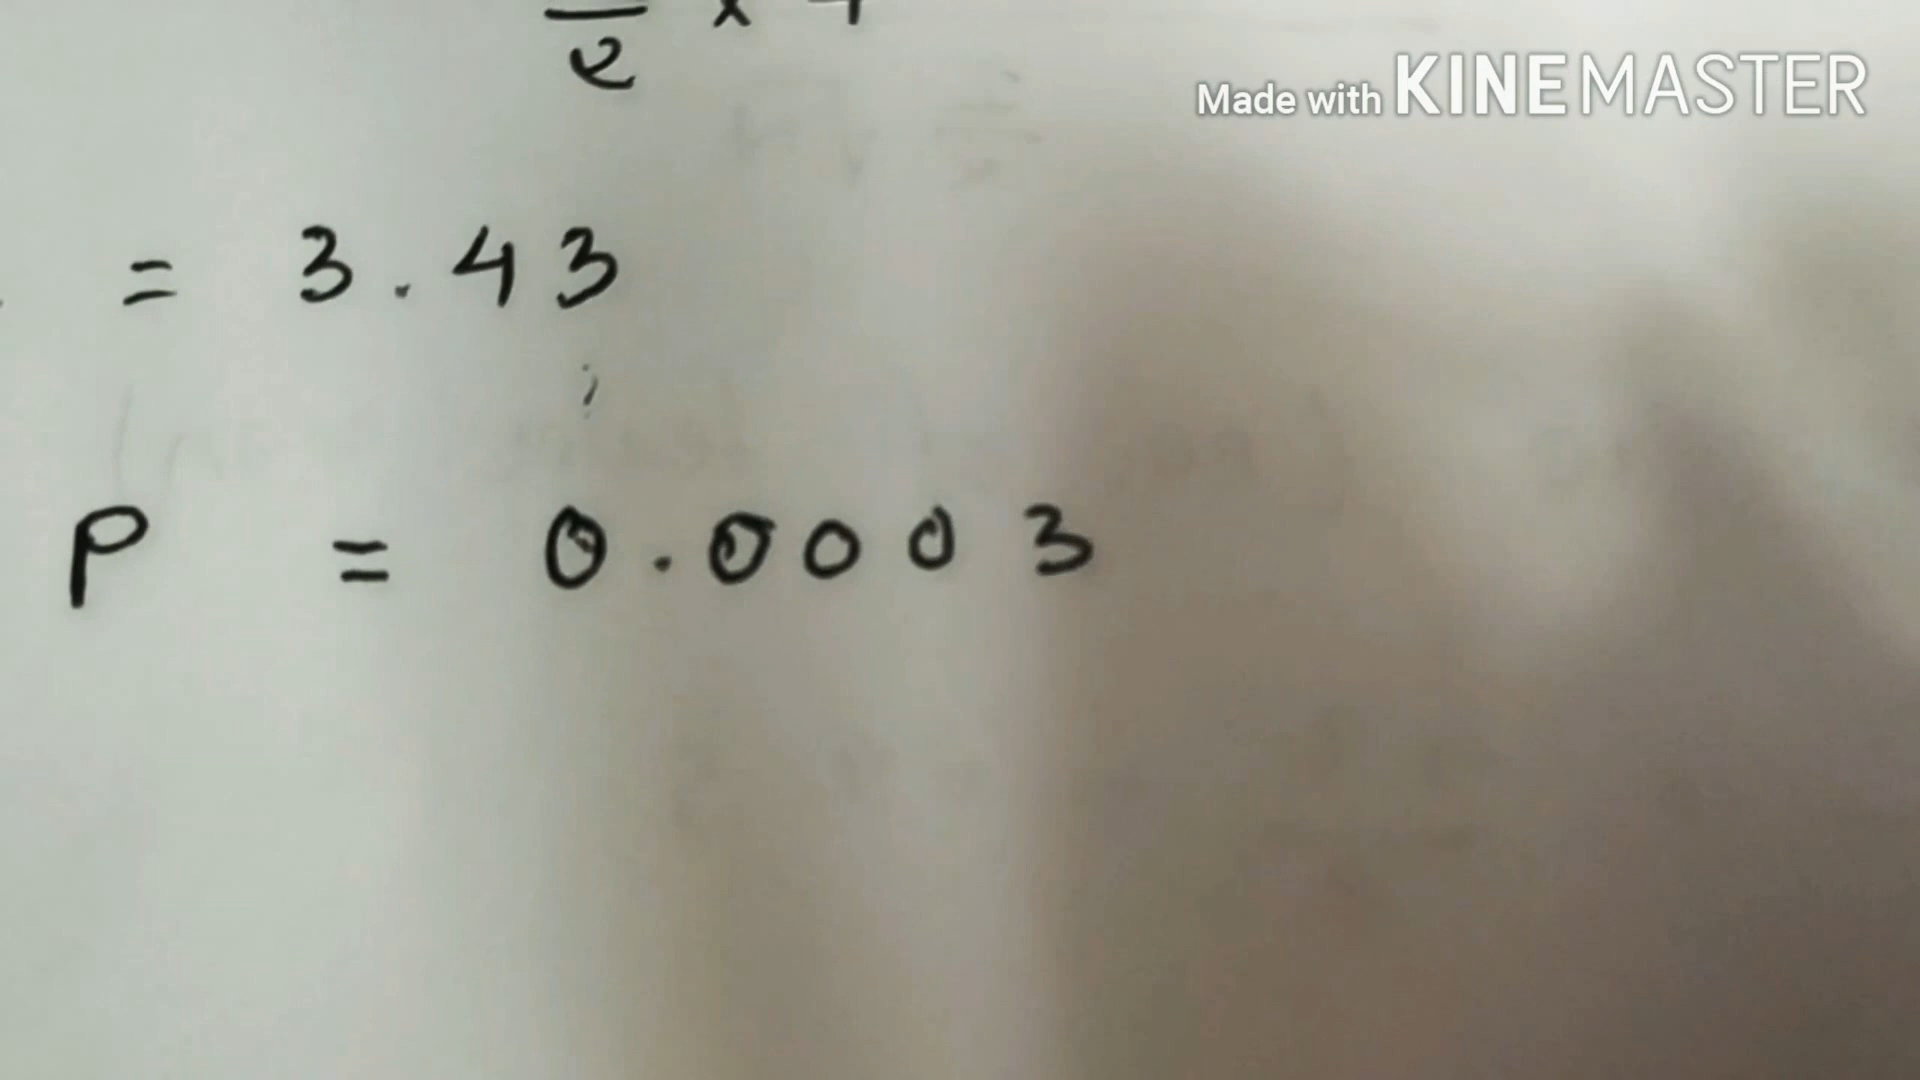 Made with KINEMASTER
= 3.43
P = 0.0003